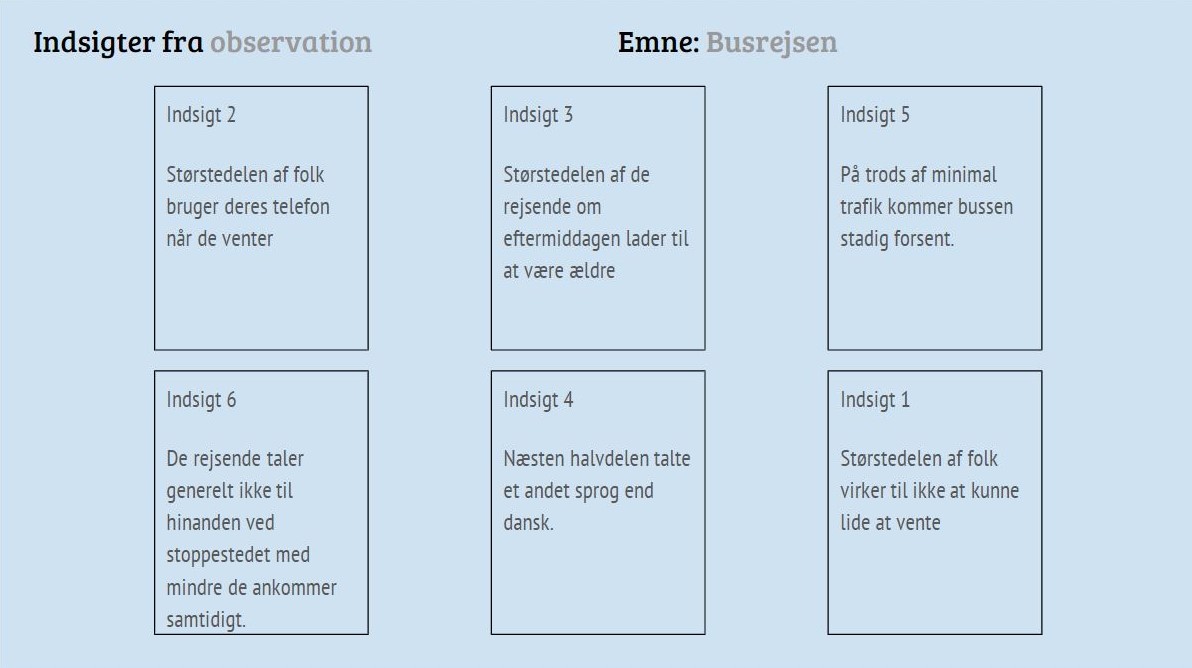 Indsigter fra observation
Emne: Busrejsen
Indsigt 2
Størstedelen af folk
bruger deres telefon
når de venter
Indsigt 3
Størstedelen af de
rejsende om
eftermiddagen lader til
at være ældre
Indsigt 5
På trods af minimal
trafik kommer bussen
stadig forsent.
Indsigt 6
De rejsende taler
generelt ikke til
hinanden ved
stoppestedet med
mindre de ankommer
samtidigt.
Indsigt 4
Næsten halvdelen talte
et andet sprog end
dansk.
Indsigt 1
Størstedelen af folk
virker til ikke at kunne
lide at vente